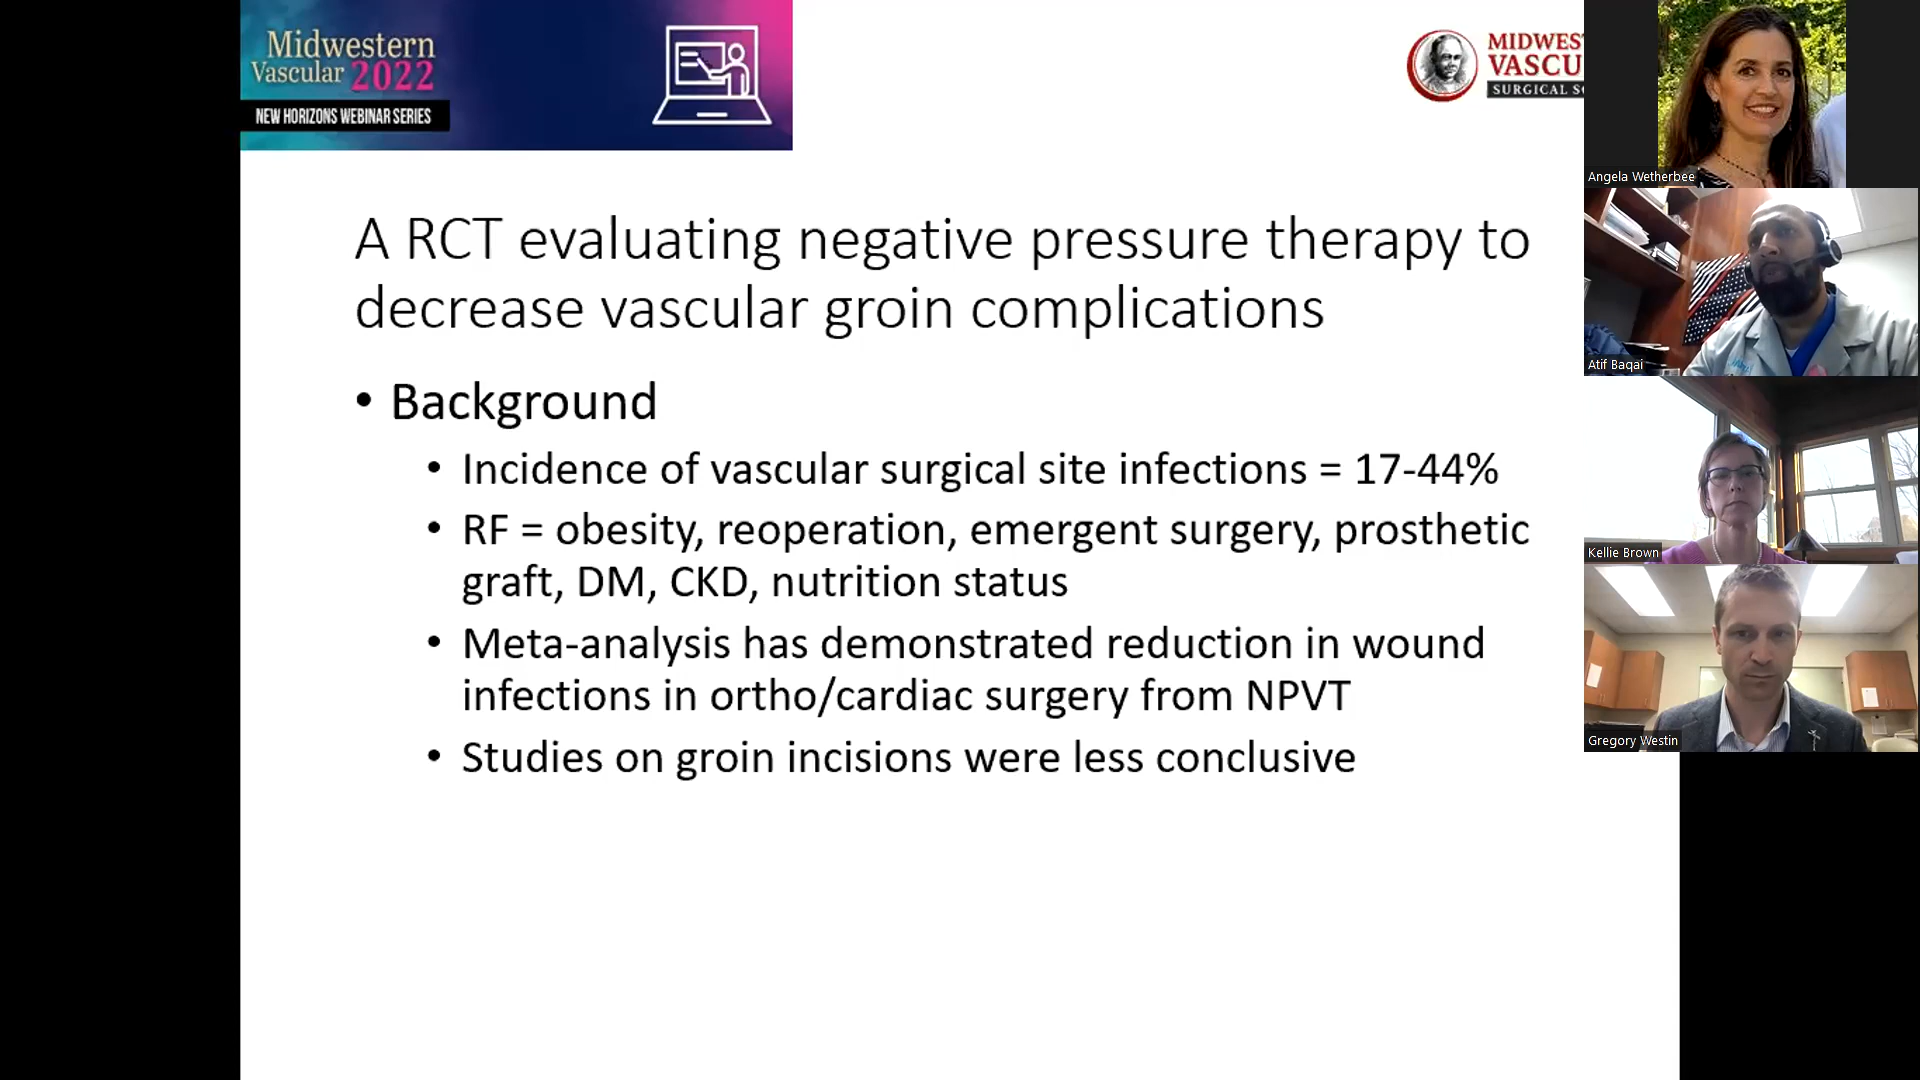 Midwestern
Vascular 2022
NEW HORIZONS WEBINAR SERIES
VASCU
SURGICAL
A RCT evaluating negative pressure therapy to
decrease vascular groin complications
• Background
• Incidence of vascular surgical site infections = 17-44%
• RF = obesity, reoperation, emergent surgery, prosthetic
graft, DM, CKD, nutrition status
• Meta-analysis has demonstrated reduction in wound
infections in ortho/cardiac surgery from NPVT
• Studies on groin incisions were less conclusive
Angela Wetherbee
Atif Baqai
Kellie Brown
Gregory Westin